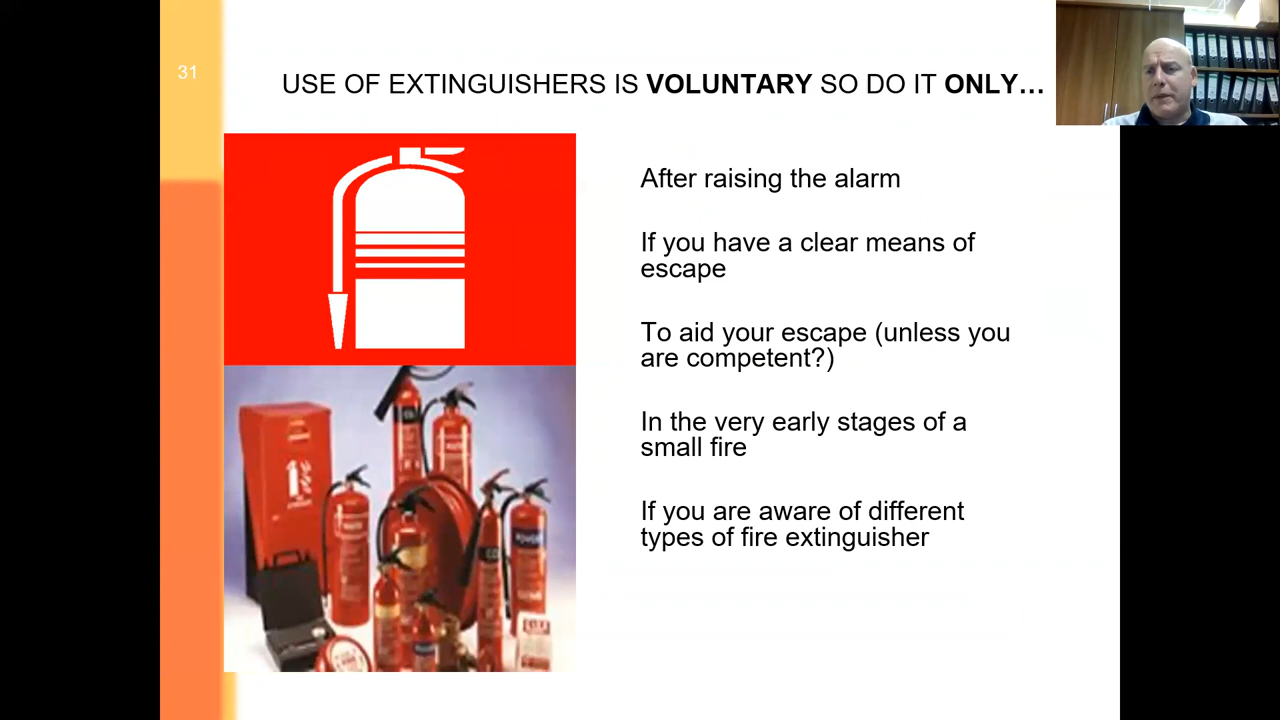 31
USE OF EXTINGUISHERS IS VOLUNTARY SO DO IT ONLY...
After raising the alarm
If you have a clear means of
escape
To aid your escape (unless you
are competent?)
In the very early stages of a
small fire
If you are aware of different
types of fire extinguisher